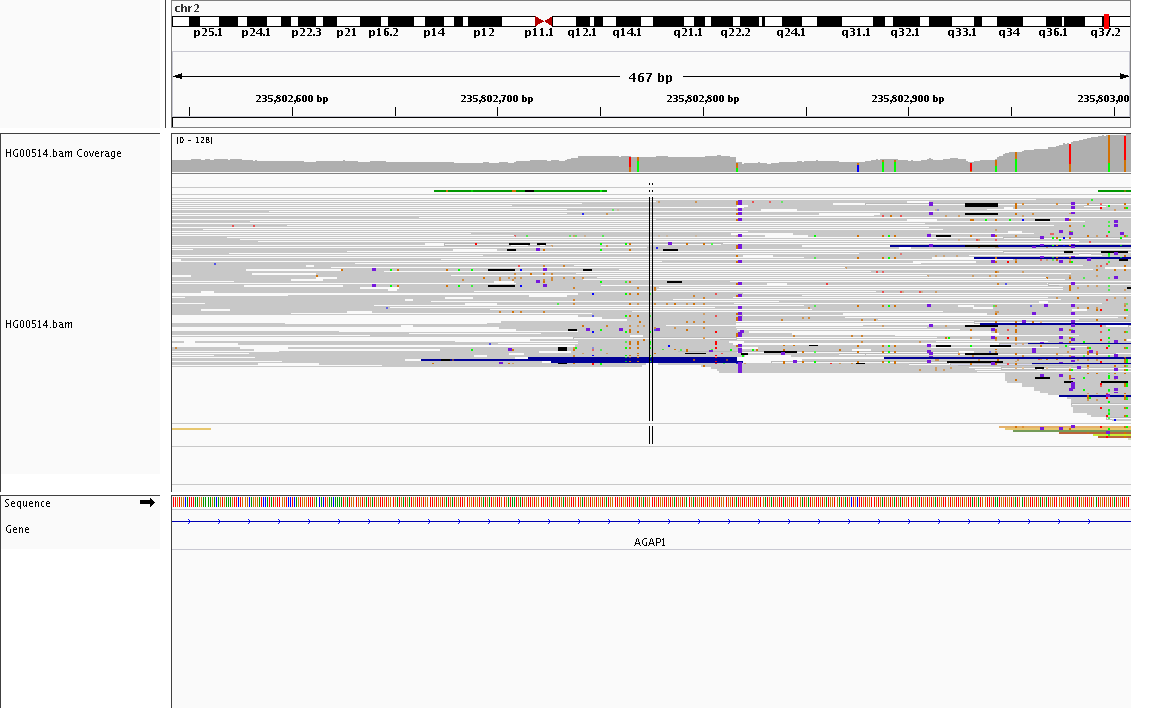 chr2
p25.1 p24.1 p22.3 p21 p16.2 p14 p12 p11.1 q12.1 q14.1 q21.1 q22.2 q24.1 q31.1 q32.1 q33.1 q34 q36.1 q37.2
467 bp
235,802,600 bp 235,802,700 bp 235,802,800 bp 235,802,900 bp 235,803,00
HG00514.bam Coverage
[0 - 128]
HG00514.bam
Sequence
Gene
AGAP1